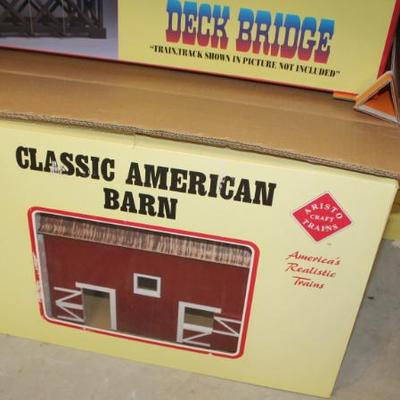 DECK BRIDGE
"TRAIN,TRACK SHOWN IN PICTURE NOT INCLUDED"
CLASSIC AMERICAN
BARN
ARISTO
CRAFT
TRAINS
America's
Realistic
Trains